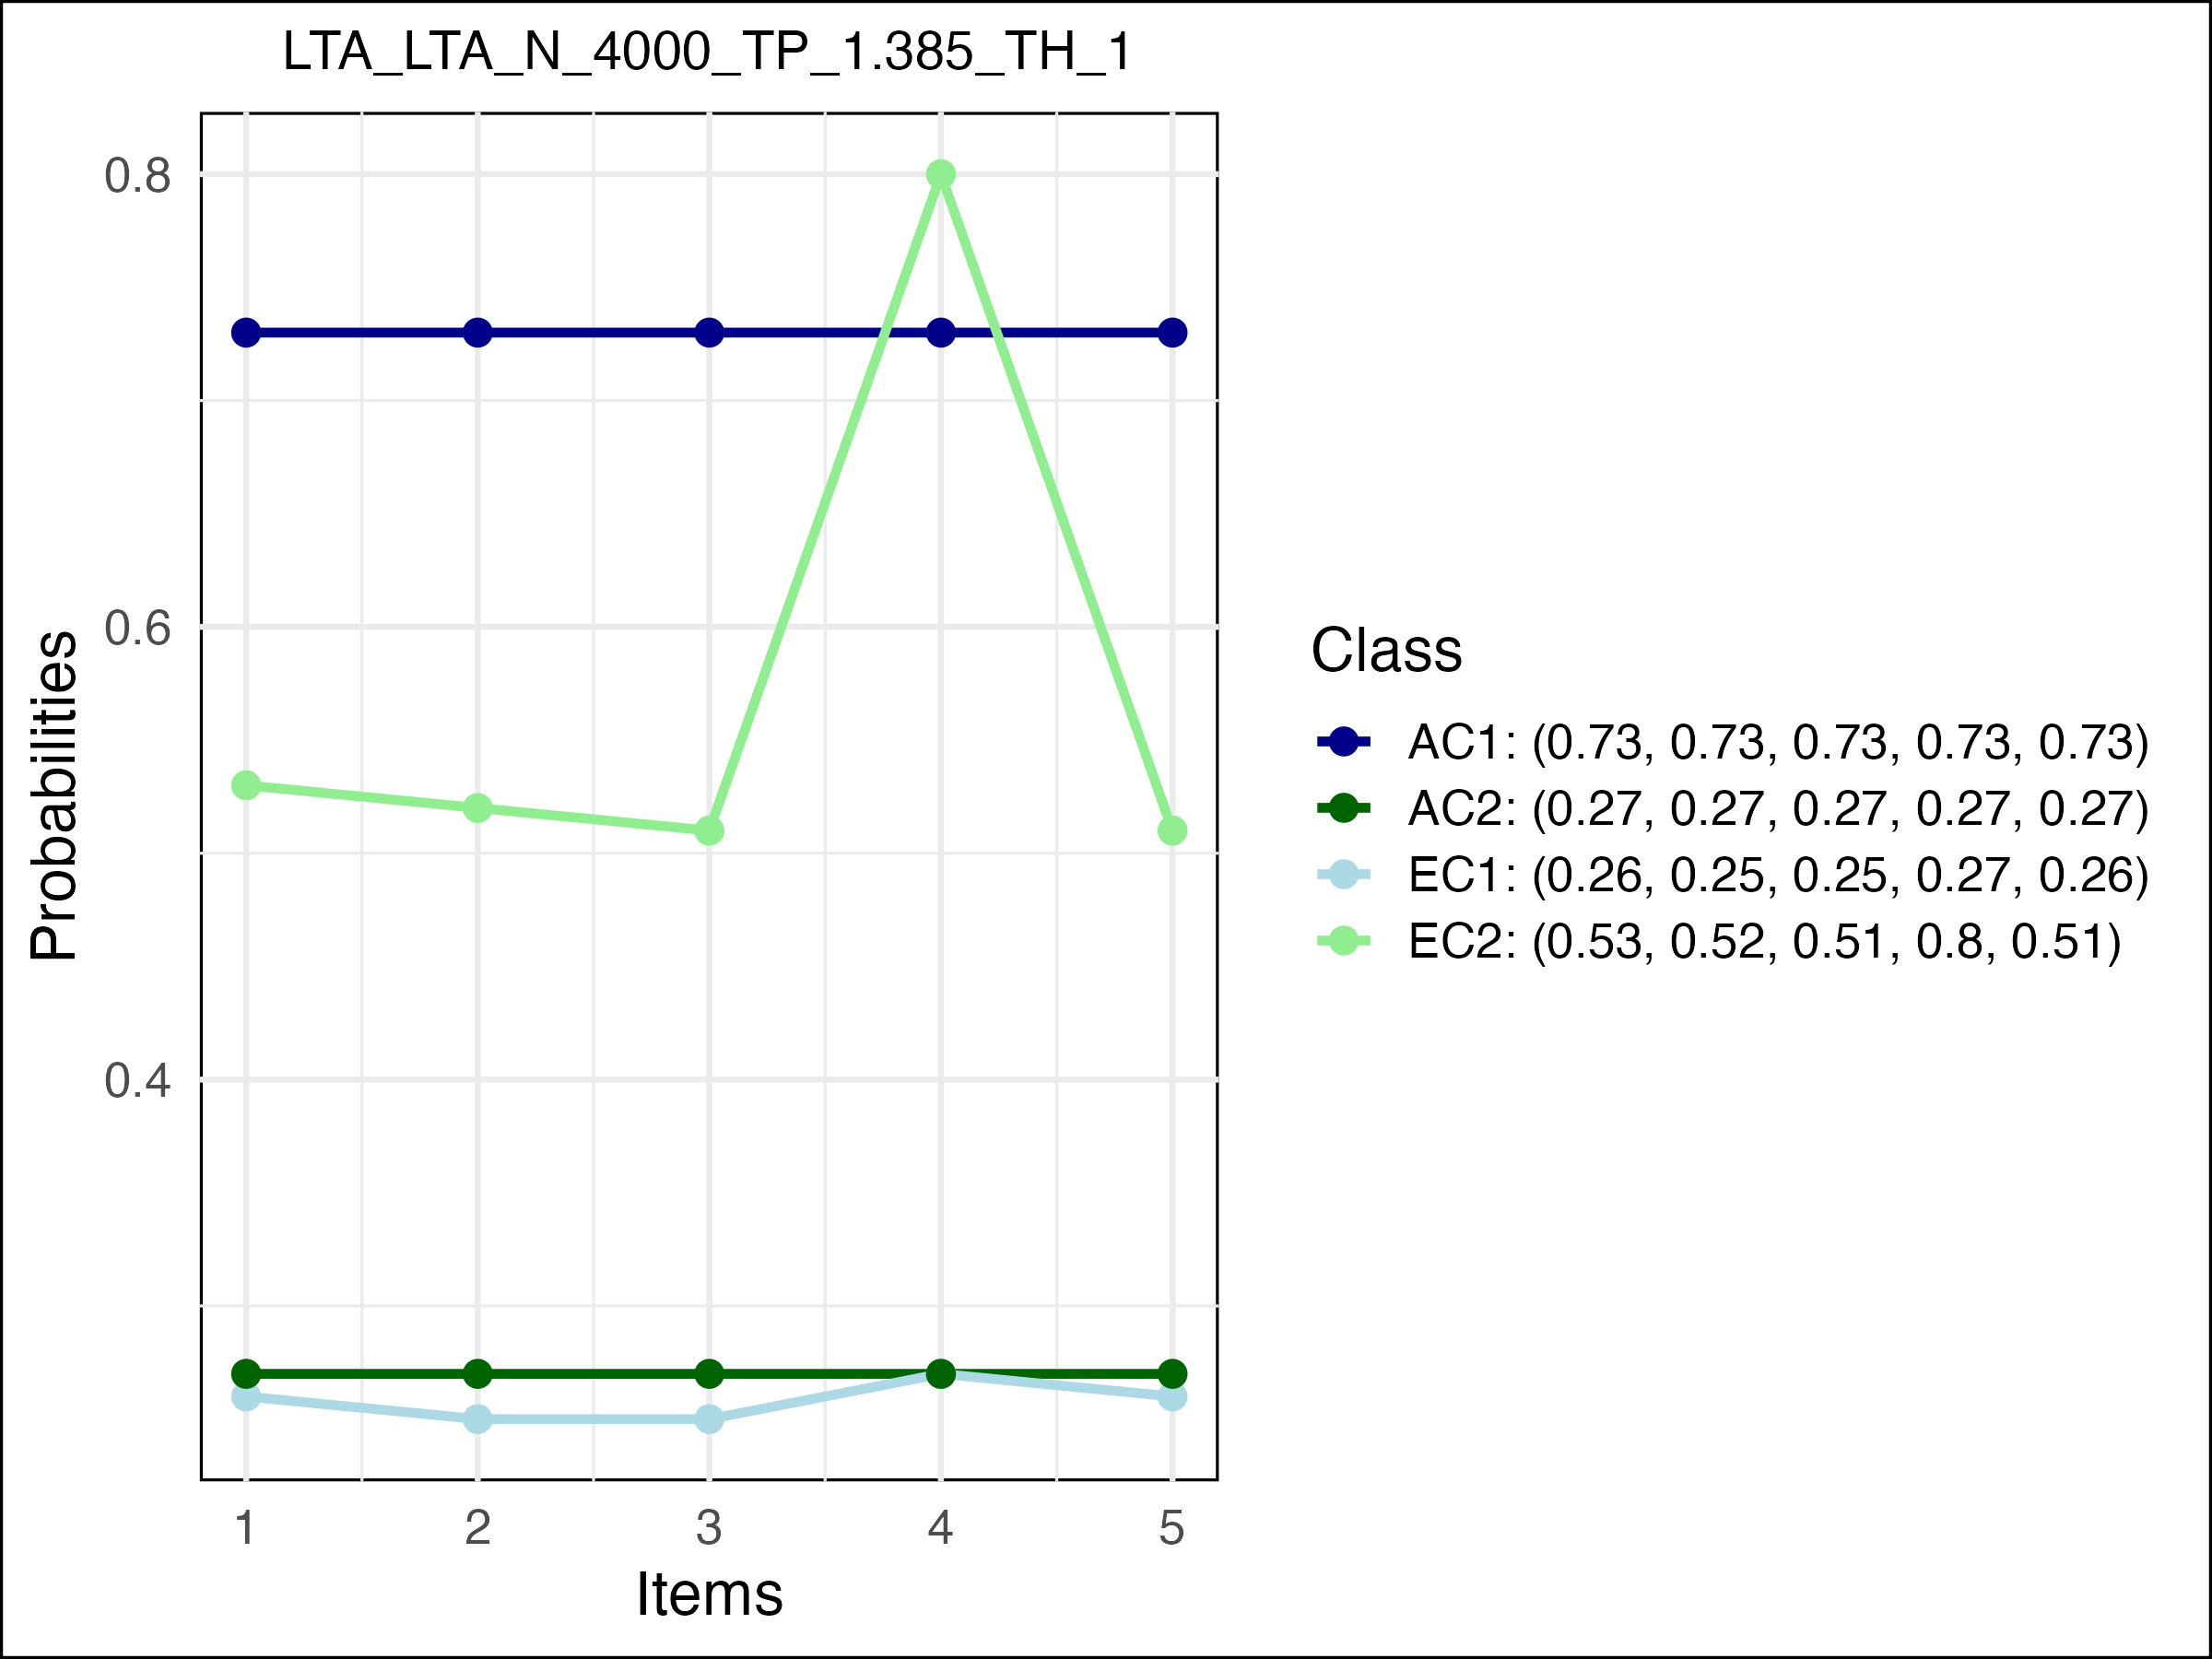 LTA_LTA_N_4000_TP_1.385_TH_1
0.8
0.6
0.4
Probabilities
1 2 3 4 5
Items
Class
AC1: (0.73, 0.73, 0.73, 0.73, 0.73)
AC2: (0.27, 0.27, 0.27, 0.27, 0.27)
EC1: (0.26, 0.25, 0.25, 0.27, 0.26)
EC2: (0.53, 0.52, 0.51, 0.8, 0.51)